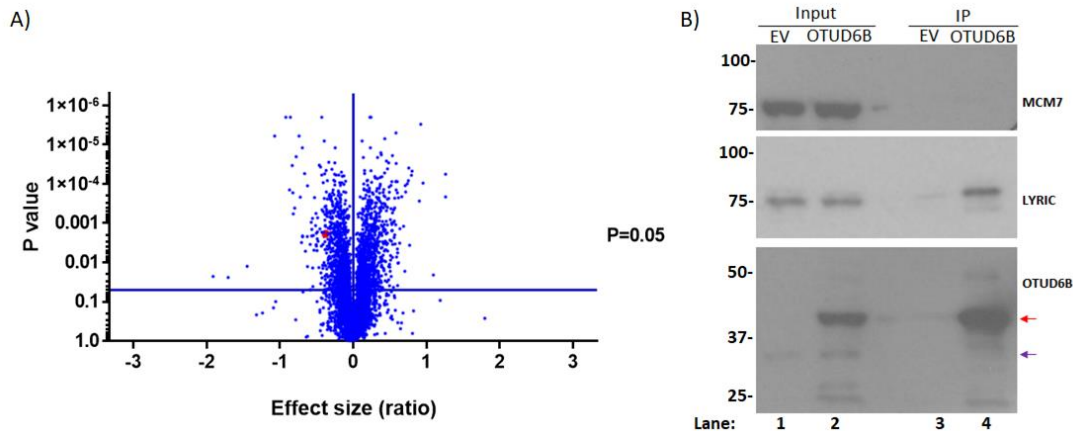 A)
1×10⁻⁶
1×10⁻⁵
1×10⁻⁴
0.001
0.01
0.1
1.0
P value
-3 -2 -1 0 1 2 3
Effect size (ratio)
P=0.05
B)
Input IP
EV OTUD6B EV OTUD6B
100-
75-
MCM7
100-
75-
LYRIC
50-
37-
25-
OTUD6B
Lane: 1 2 3 4